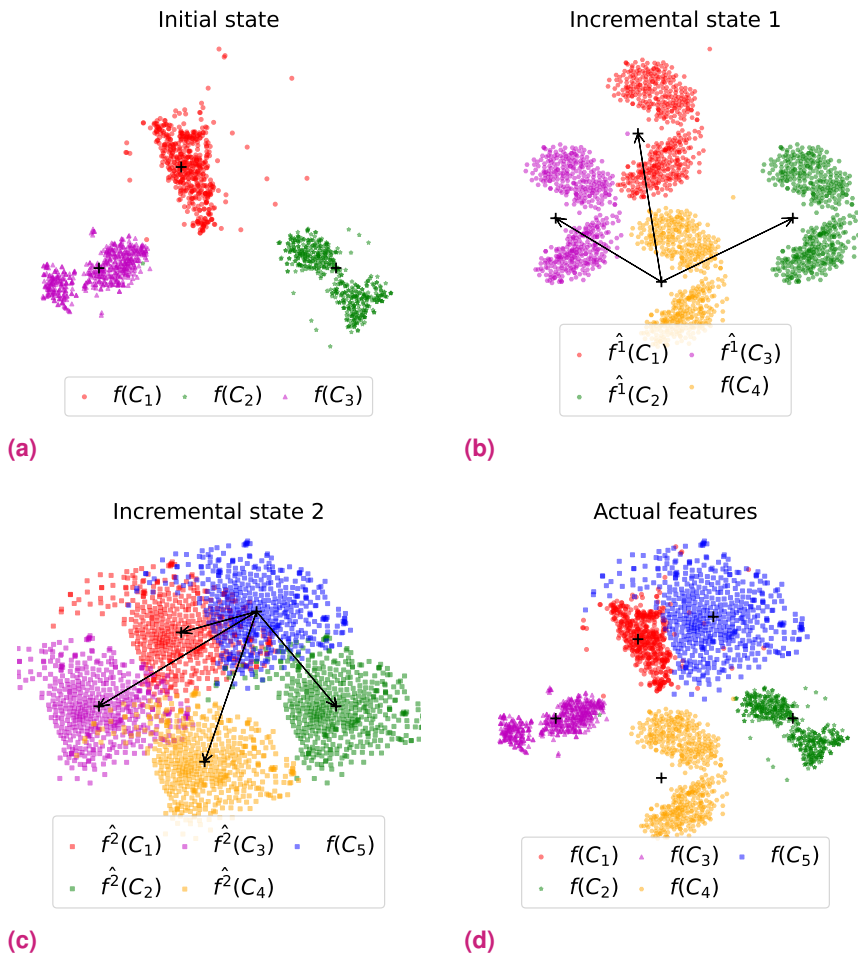 Initial state
f(C₁) f(C₂) f(C₃)
(a)
Incremental state 1
f̂¹(C₁) f̂¹(C₃)
f̂¹(C₂) f(C₄)
(b)
Incremental state 2
f̂²(C₁) f̂²(C₃) f(C₅)
f̂²(C₂) f̂²(C₄)
(c)
Actual features
f(C₁) f(C₃) f(C₅)
f(C₂) f(C₄)
(d)